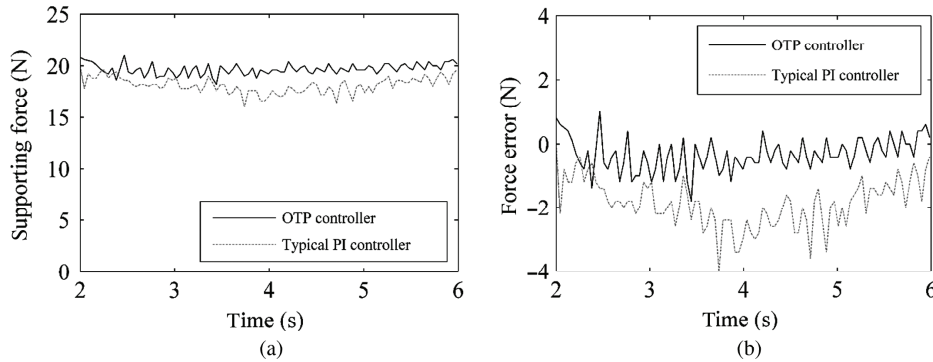 25
20
15
10
5
0
Supporting force (N)
OTP controller
Typical PI controller
2 3 4 5 6
Time (s)
(a)
4
2
0
−2
−4
Force error (N)
OTP controller
Typical PI controller
2 3 4 5 6
Time (s)
(b)